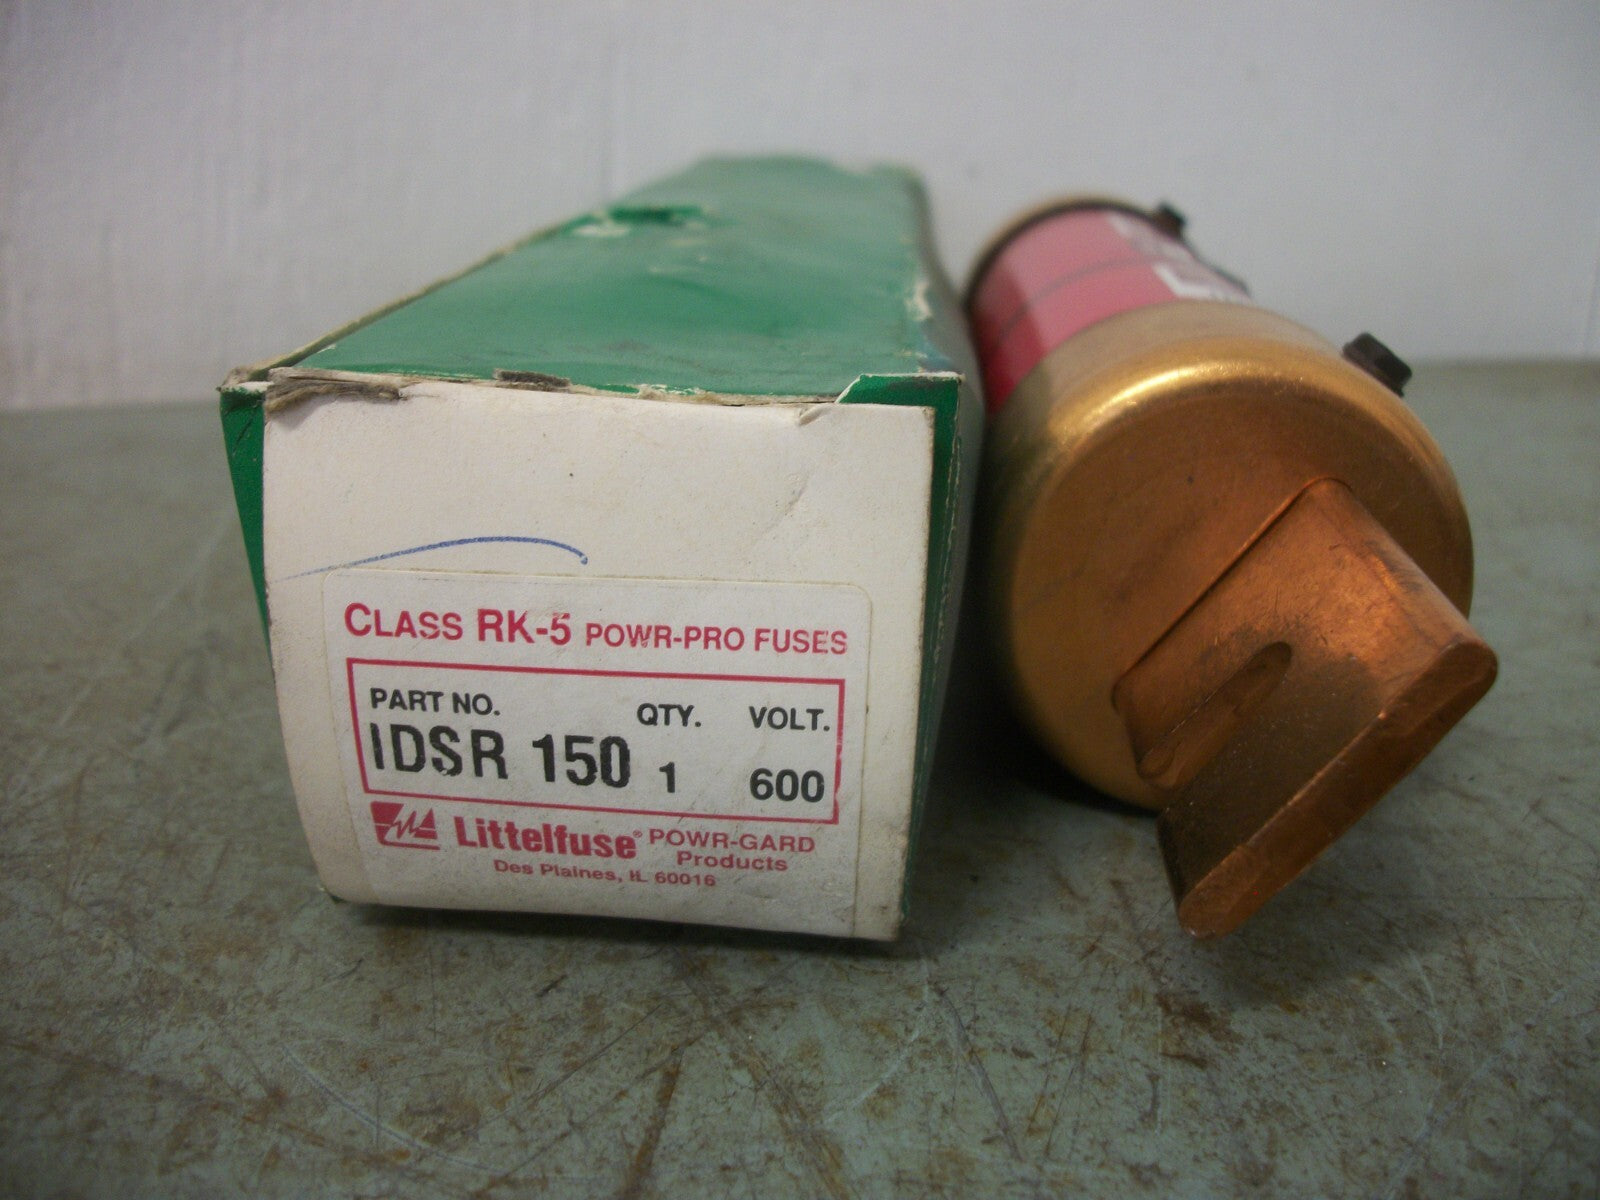 CLASS RK-5 POWR-PRO FUSES
PART NO. QTY. VOLT.
IDSR 150 1 600
Littelfuse® POWR-GARD
Products
Des Plaines, IL 60016